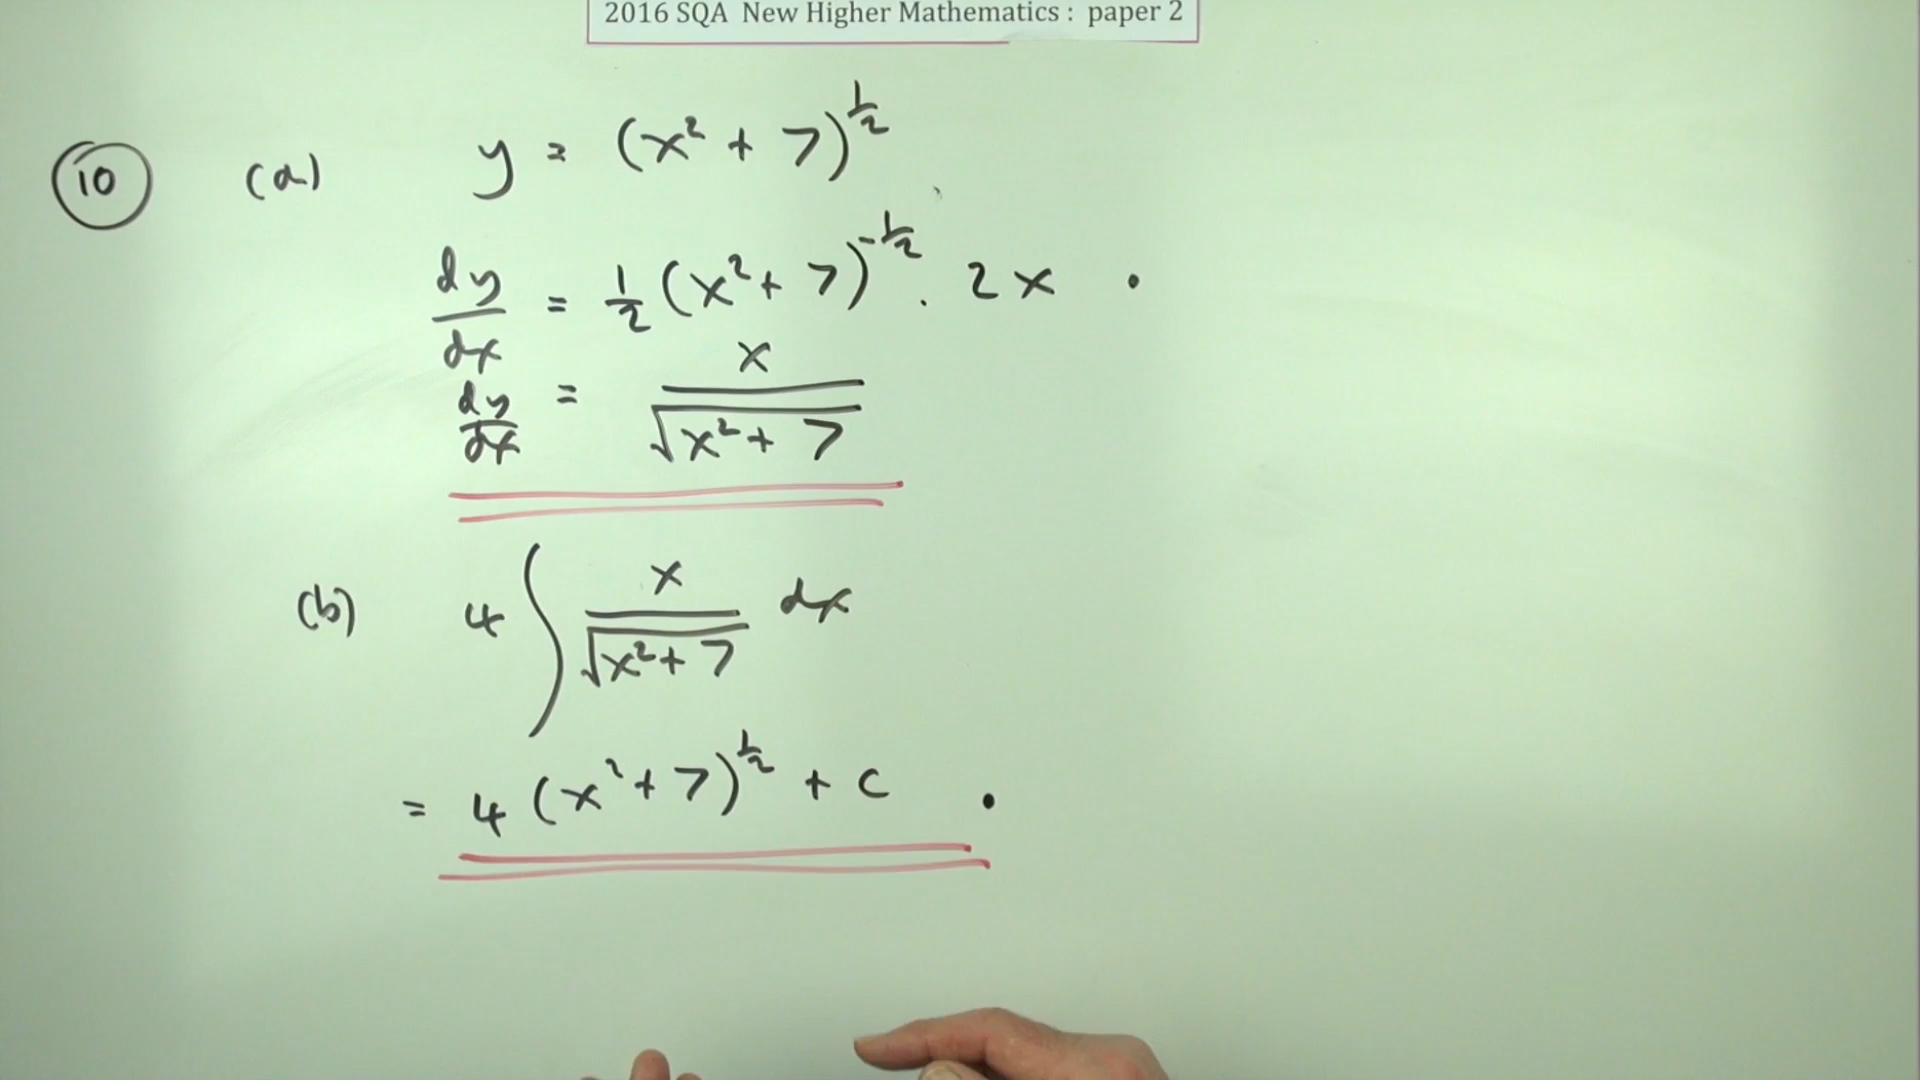 2016 SQA New Higher Mathematics : paper 2
10 (a) y = (x² + 7)^½
dy/dx = ½ (x² + 7)^-½ . 2x .
dy/dx = x/√(x² + 7)
(b) 4 ∫ x/√(x² + 7) dx
= 4 (x² + 7)^½ + c .